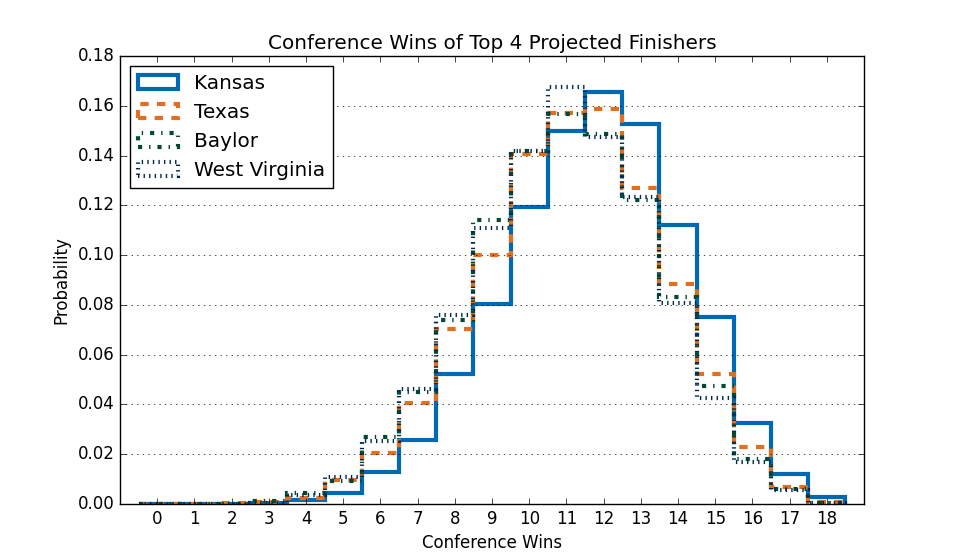 Conference Wins of Top 4 Projected Finishers
0.18
0.16
0.14
0.12
0.10
0.08
0.06
0.04
0.02
0.00
Probability
Kansas
Texas
Baylor
West Virginia
0 1 2 3 4 5 6 7 8 9 10 11 12 13 14 15 16 17 18
Conference Wins